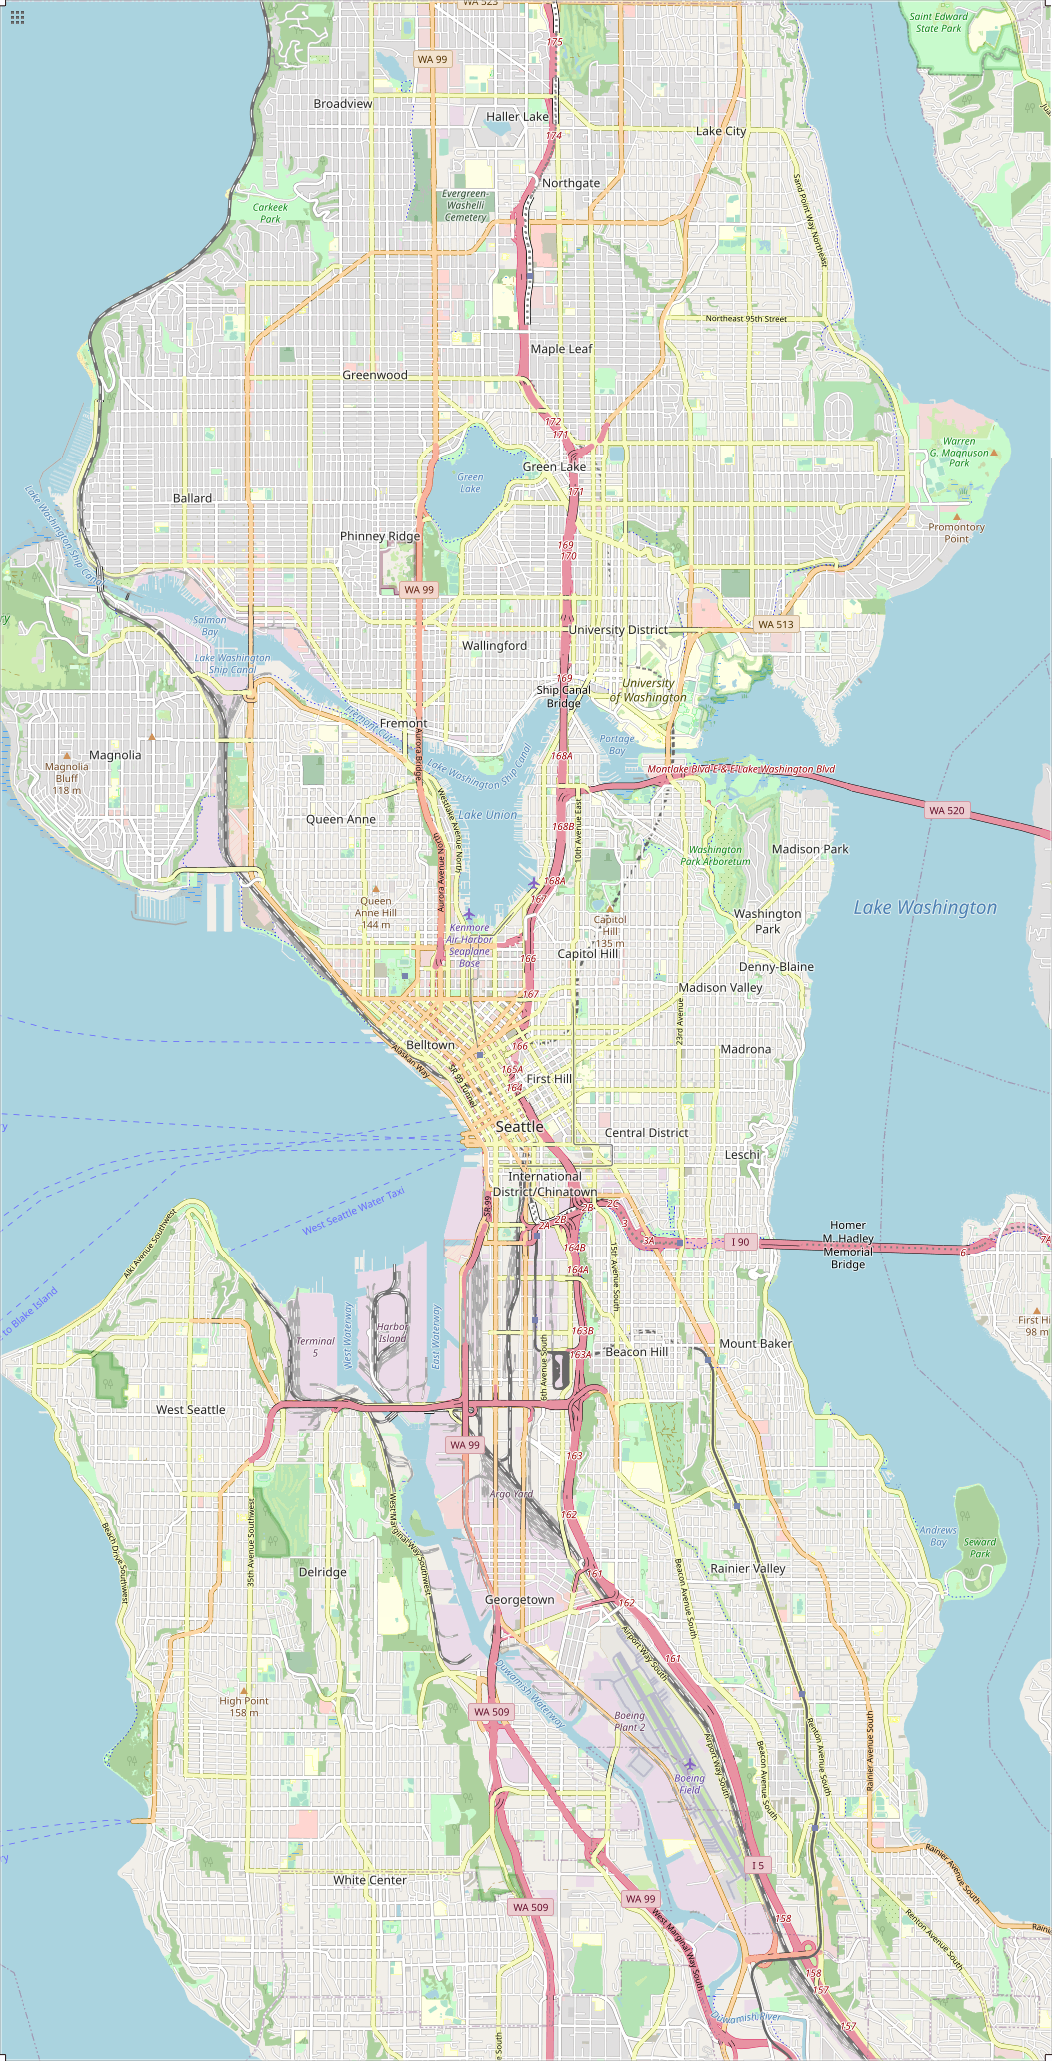 WA 523
Saint Edward
State Park
175
WA 99
Broadview
Haller Lake
Lake City
174
Northgate
Sand Point Way Northeast
Evergreen-
Washelli
Cemetery
Carkeek
Park
Northeast 95th Street
Maple Leaf
Greenwood
172
171
Warren
G. Magnuson
Park
Green Lake
Green
Lake
171
Ballard
Lake Washington Ship Canal
Promontory
Point
Phinney Ridge
169
170
WA 99
WA 513
Salmon
Bay
University District
Wallingford
Lake Washington
Ship Canal
169
University
of Washington
Ship Canal
Bridge
Fremont Cut
Fremont
Portage
Bay
Magnolia
Magnolia
Bluff
118 m
Aurora Bridge
Lake Washington Ship Canal
168A
Montlake Blvd E & E Lake Washington Blvd
Westlake Avenue North
WA 520
Queen Anne
Lake Union
168B
10th Avenue East
Washington
Park Arboretum
Madison Park
Aurora Avenue North
168A
167
Queen
Anne Hill
144 m
Lake Washington
Washington
Park
Kenmore
Air Harbor
Seaplane
Base
Capitol
Hill
135 m
Capitol Hill
166
Denny-Blaine
Madison Valley
167
23rd Avenue
Belltown
166
Madrona
Alaskan Way
SR 99 Tunnel
165A
164
First Hill
Seattle
Central District
Leschi
International
District/Chinatown
West Seattle Water Taxi
SR 99
2C
2B
2B
2A
3
3A
I 90
Homer
M. Hadley
Memorial
Bridge
6
7A
Alki Avenue Southwest
164B
15th Avenue South
164A
to Blake Island
First Hi
98 m
Terminal
5
West Waterway
Harbor
Island
East Waterway
163B
163A
6th Avenue South
Beacon Hill
Mount Baker
West Seattle
WA 99
163
Argo Yard
162
Beach Drive Southwest
35th Avenue Southwest
West Marginal Way Southwest
Andrews
Bay
Seward
Park
Delridge
161
Beacon Avenue South
Rainier Valley
Georgetown
162
Airport Way South
161
Duwamish Waterway
High Point
158 m
WA 509
Boeing
Plant 2
Airport Way South
Beacon Avenue South
Renton Avenue South
Rainier Avenue South
Boeing
Field
I 5
Rainier Avenue South
White Center
WA 509
WA 99
West Marginal Way South
158
Renton Avenue South
158
157
Duwamish River
157